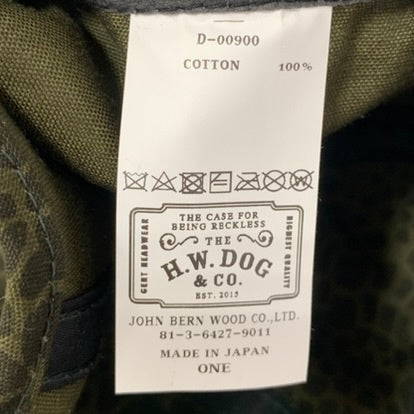 D-00900
COTTON 100%
THE CASE FOR
BEING RECKLESS
GENT HEADWEAR
HIGHEST QUALITY
THE
H.W. DOG
& CO.
EST. 2015
JOHN BERN WOOD CO.,LTD.
81-3-6427-9011
MADE IN JAPAN
ONE